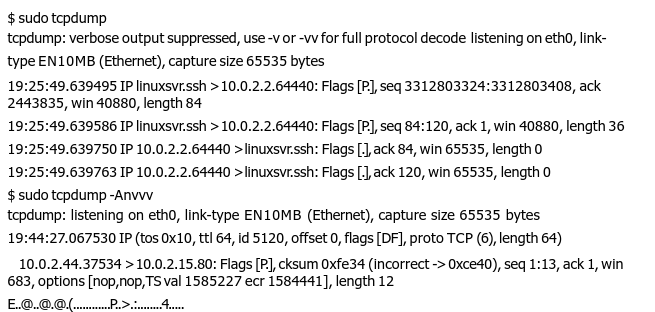 $ sudo tcpdump
tcpdump: verbose output suppressed, use -v or -vv for full protocol decode listening on eth0, link-
type EN10MB (Ethernet), capture size 65535 bytes
19:25:49.639495 IP linuxsvr.ssh > 10.0.2.2.64440: Flags [P.], seq 3312803324:3312803408, ack
2443835, win 40880, length 84
19:25:49.639586 IP linuxsvr.ssh > 10.0.2.2.64440: Flags [P.], seq 84:120, ack 1, win 40880, length 36
19:25:49.639750 IP 10.0.2.2.64440 > linuxsvr.ssh: Flags [.], ack 84, win 65535, length 0
19:25:49.639763 IP 10.0.2.2.64440 > linuxsvr.ssh: Flags [.], ack 120, win 65535, length 0
$ sudo tcpdump -Anvvv
tcpdump: listening on eth0, link-type EN10MB (Ethernet), capture size 65535 bytes
19:44:27.067530 IP (tos 0x10, ttl 64, id 5120, offset 0, flags [DF], proto TCP (6), length 64)
10.0.2.44.37534 > 10.0.2.15.80: Flags [P.], cksum 0xfe34 (incorrect -> 0xce40), seq 1:13, ack 1, win
683, options [nop,nop,TS val 1585227 ecr 1584441], length 12
E..@..@.@.(............P..>.:........4.....